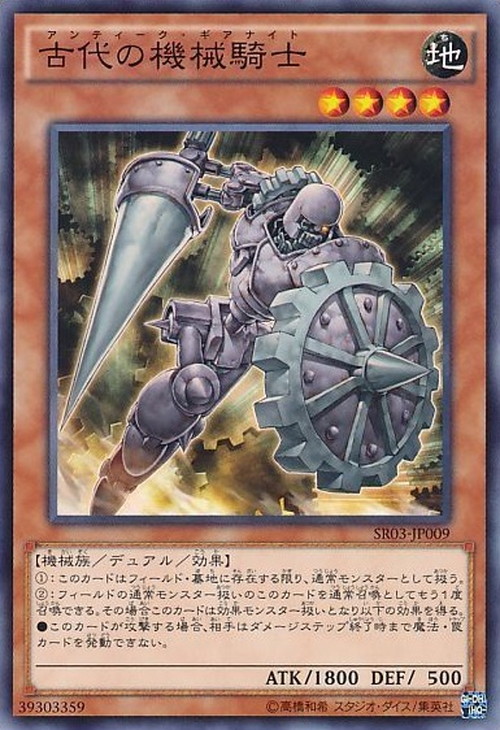 アンティーク・ギアナイト
古代の機械騎士
地
SR03-JP009
【機械族／デュアル／効果】
①：このカードはフィールド・墓地に存在する限り、通常モンスターとして扱う。
②：フィールドの通常モンスター扱いのこのカードを通常召喚としてもう１度
召喚できる。その場合このカードは効果モンスター扱いとなり以下の効果を得る。
●このカードが攻撃する場合、相手はダメージステップ終了時まで魔法・罠
カードを発動できない。
ATK/1800 DEF/ 500
39303359
©高橋和希 スタジオ・ダイス/集英社